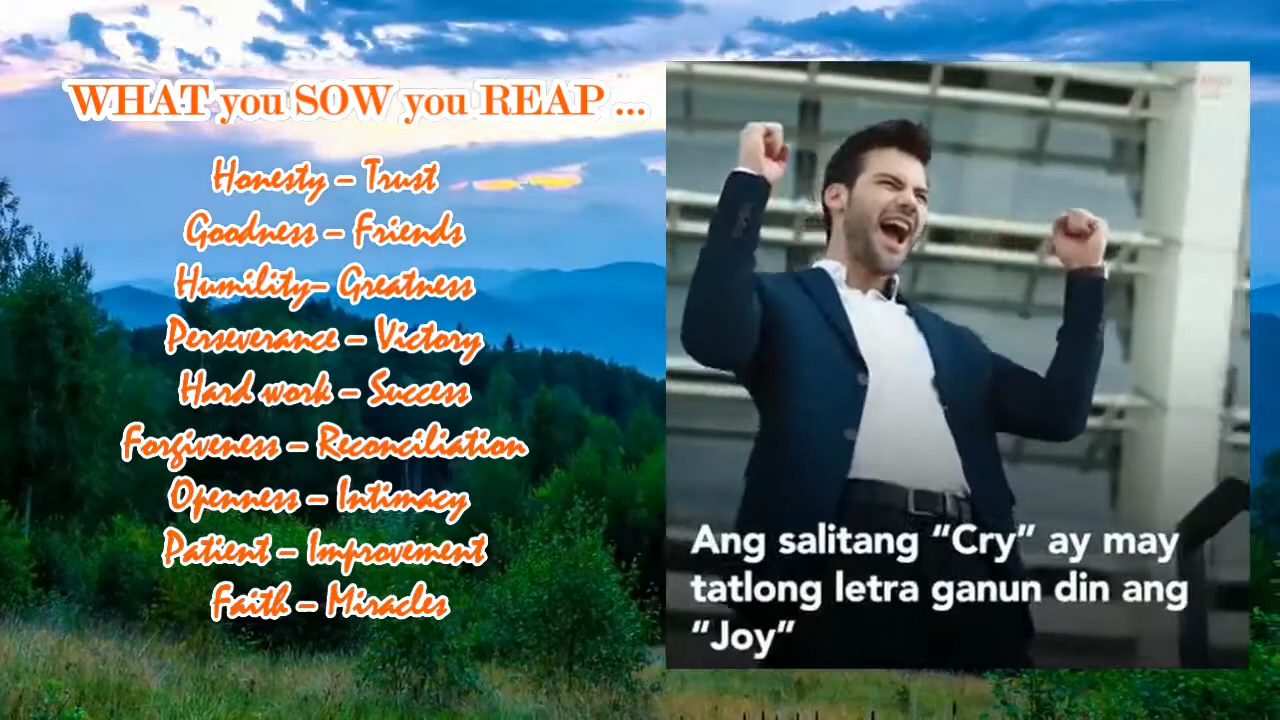 WHAT you SOW you REAP ...
Honesty – Trust
Goodness – Friends
Humility– Greatness
Perseverance – Victory
Hard work – Success
Forgiveness – Reconciliation
Openness – Intimacy
Patient – Improvement
Faith – Miracles
Ang salitang “Cry” ay may
tatlong letra ganun din ang
“Joy”